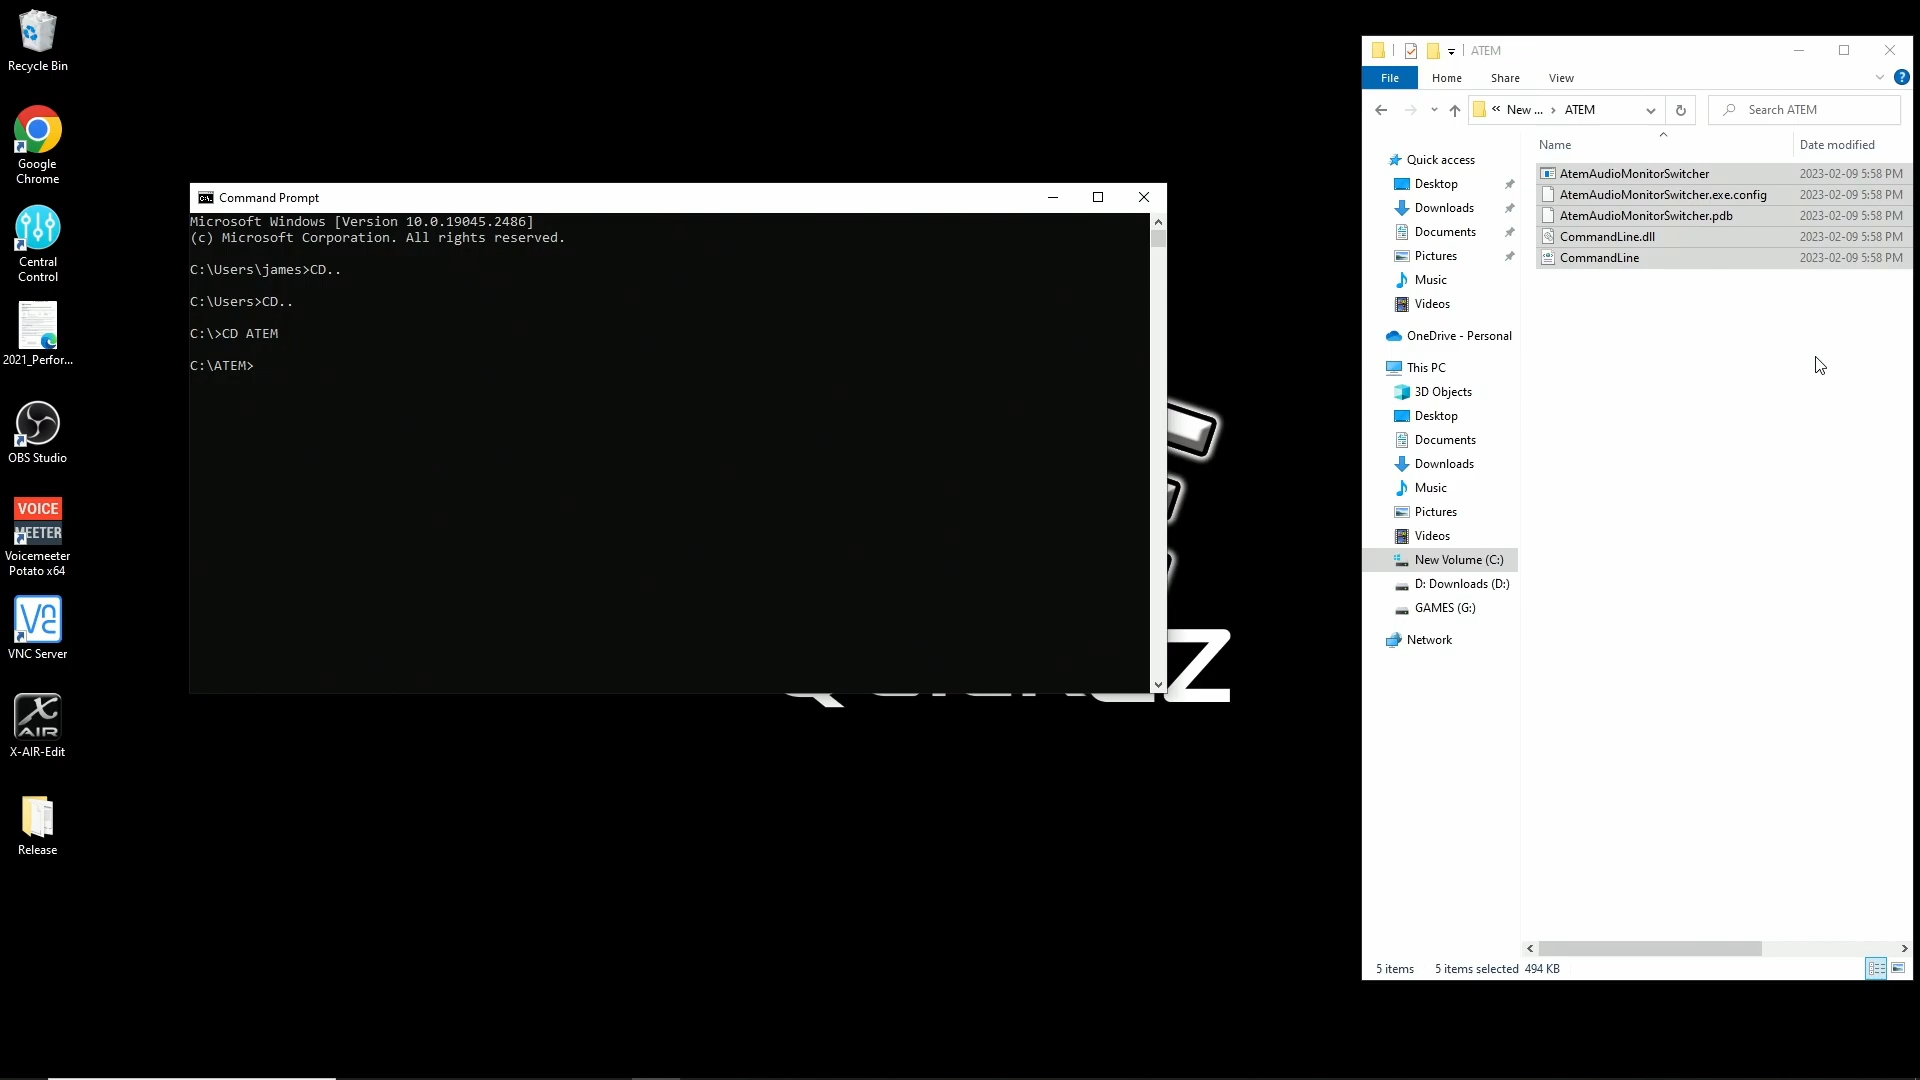 Recycle Bin
Google
Chrome
Central
Control
2021_Perfor...
OBS Studio
VOICE
MEETER
Voicemeeter
Potato x64
VNC Server
X-AIR-Edit
Release
Command Prompt
Microsoft Windows [Version 10.0.19045.2486]
(c) Microsoft Corporation. All rights reserved.
C:\Users\james>CD..
C:\Users>CD..
C:\>CD ATEM
C:\ATEM>
ATEM
File Home Share View
« New ... › ATEM
Search ATEM
Name Date modified
AtemAudioMonitorSwitcher 2023-02-09 5:58 PM
AtemAudioMonitorSwitcher.exe.config 2023-02-09 5:58 PM
AtemAudioMonitorSwitcher.pdb 2023-02-09 5:58 PM
CommandLine.dll 2023-02-09 5:58 PM
CommandLine 2023-02-09 5:58 PM
Quick access
Desktop
Downloads
Documents
Pictures
Music
Videos
OneDrive - Personal
This PC
3D Objects
Desktop
Documents
Downloads
Music
Pictures
Videos
New Volume (C:)
D: Downloads (D:)
GAMES (G:)
Network
5 items 5 items selected 494 KB